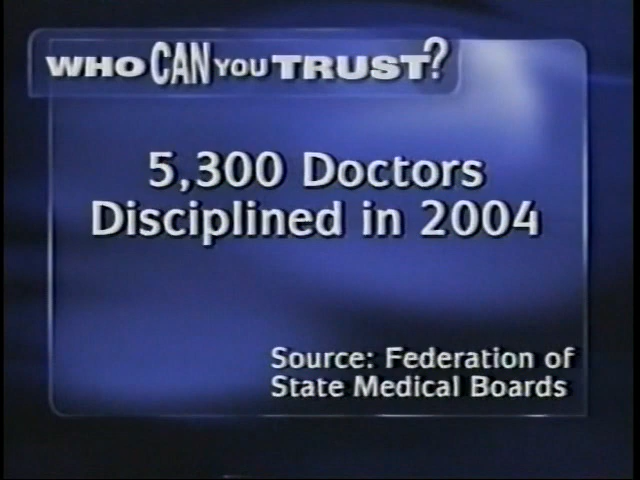 WHO CAN YOU TRUST?
5,300 Doctors
Disciplined in 2004
Source: Federation of
State Medical Boards